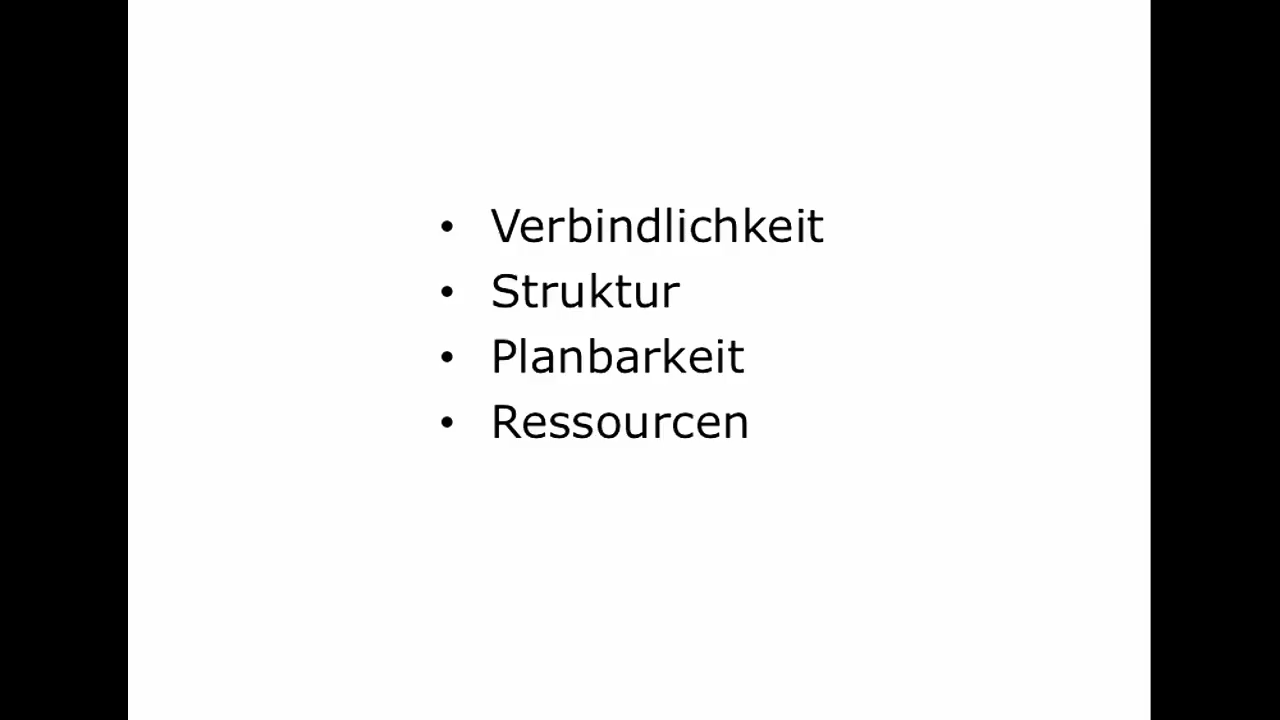 • Verbindlichkeit
• Struktur
• Planbarkeit
• Ressourcen